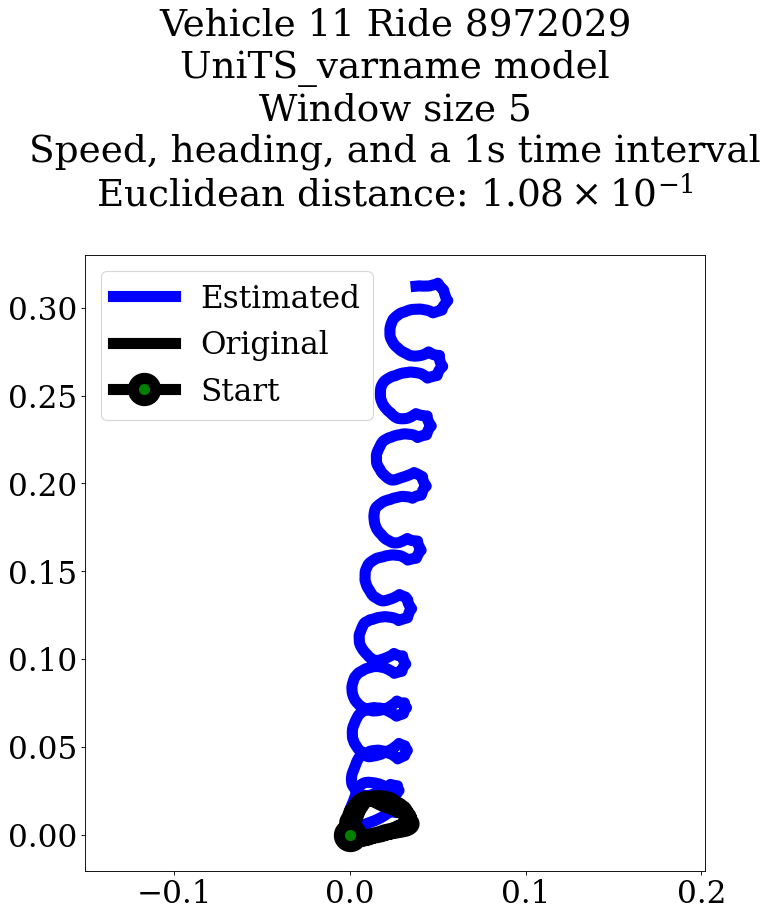 Vehicle 11 Ride 8972029
UniTS_varname model
Window size 5
Speed, heading, and a 1s time interval
Euclidean distance: 1.08 × 10⁻¹
Estimated
Original
Start
0.30
0.25
0.20
0.15
0.10
0.05
0.00
−0.1
0.0
0.1
0.2